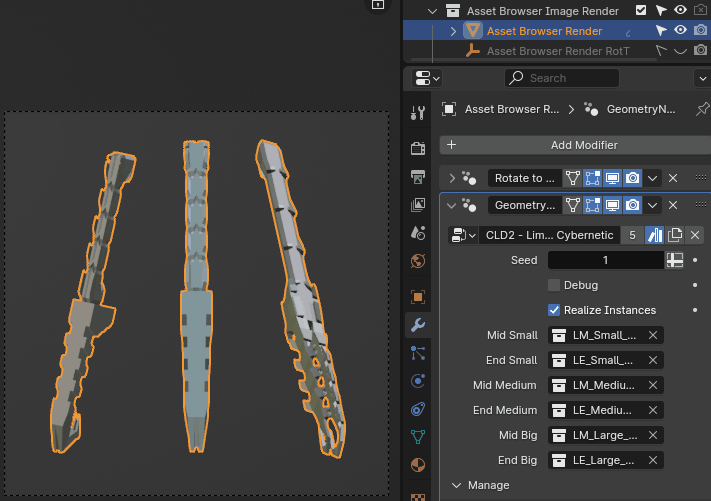 Asset Browser Image Render
Asset Browser Render
Asset Browser Render RotT
Search
Asset Browser R... > GeometryN...
+ Add Modifier
Rotate to ...
Geometry...
CLD2 - Lim... Cybernetic 5
Seed 1
Debug
Realize Instances
Mid Small LM_Small_...
End Small LE_Small_...
Mid Medium LM_Mediu...
End Medium LE_Mediu...
Mid Big LM_Large_...
End Big LE_Large_...
Manage